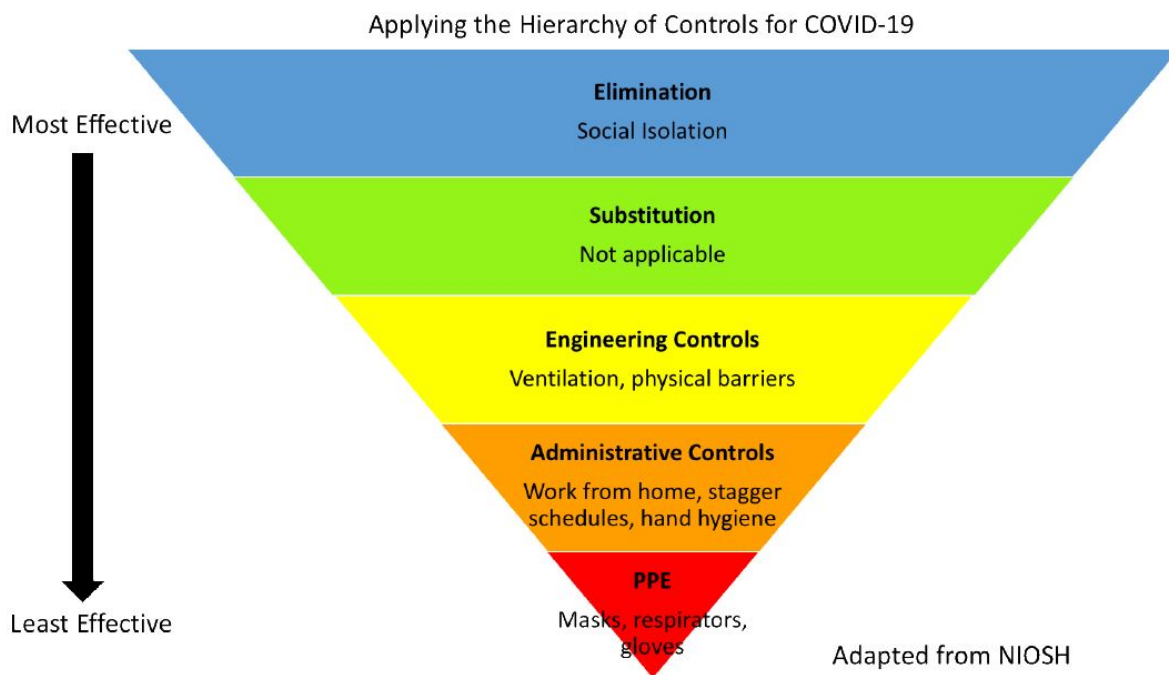 Applying the Hierarchy of Controls for COVID-19
Most Effective
Elimination
Social Isolation
Substitution
Not applicable
Engineering Controls
Ventilation, physical barriers
Administrative Controls
Work from home, stagger
schedules, hand hygiene
PPE
Masks, respirators,
gloves
Least Effective
Adapted from NIOSH